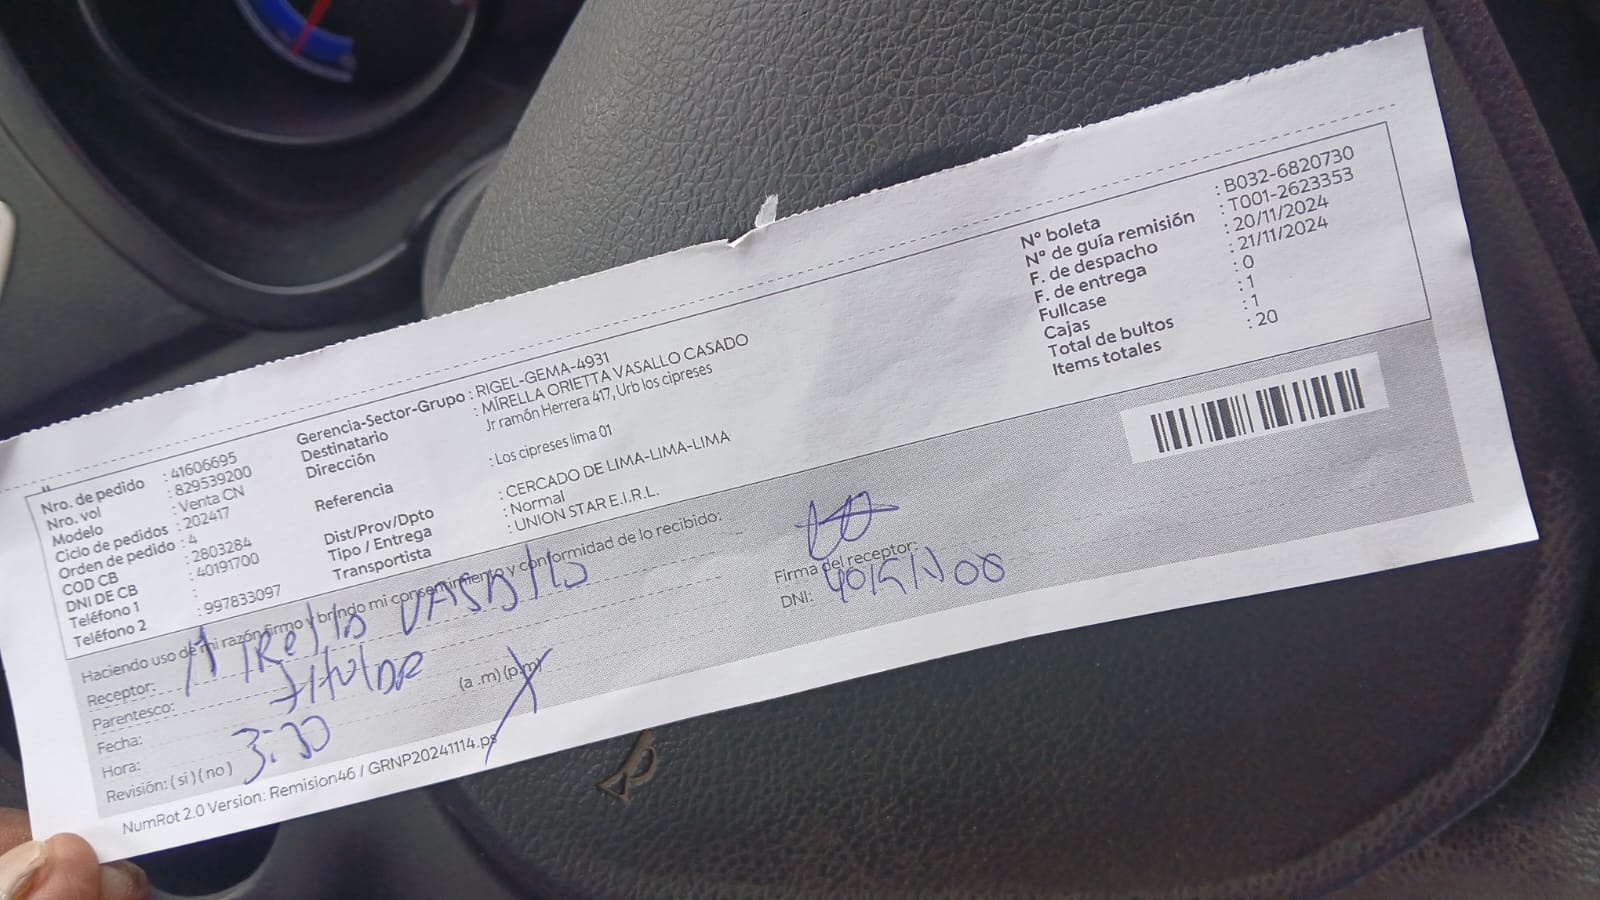 Nro. de pedido : 41606695
Nro. vol : 829539200
Modelo : Venta CN
Ciclo de pedidos : 202417
Orden de pedido : 4
COD CB : 2803284
DNI DE CB : 40191700
Teléfono 1 :
Teléfono 2 : 997833097
Gerencia-Sector-Grupo : RIGEL-GEMA-4931
Destinatario : MIRELLA ORIETTA VASALLO CASADO
Dirección Jr ramón Herrera 417, Urb los cipreses
Referencia : Los cipreses lima 01
Dist/Prov/Dpto : CERCADO DE LIMA-LIMA-LIMA
Tipo / Entrega : Normal
Transportista : UNION STAR E.I.R.L.
N° boleta : B032-6820730
N° de guía remisión : T001-2623353
F. de despacho : 20/11/2024
F. de entrega : 21/11/2024
Fullcase : 0
Cajas : 1
Total de bultos : 1
Items totales : 20
Haciendo uso de mi razón firmo y brindo mi consentimiento y conformidad de lo recibido:
Receptor: MIRella VASAllo
Parentesco: titulAR
Fecha:
Hora: 3:30 (a .m) (p.m)
Revisión: ( si ) ( no )
Firma del receptor:
DNI:
NumRot 2.0 Version: Remision46 / GRNP20241114.ps